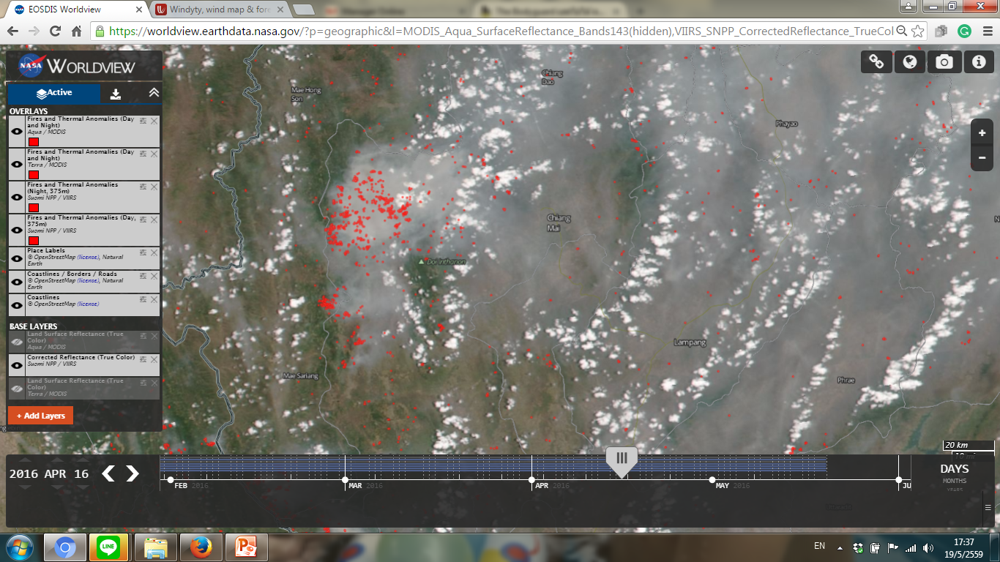 EOSDIS Worldview
Windyty, wind map & fore
https://worldview.earthdata.nasa.gov/?p=geographic&l=MODIS_Aqua_SurfaceReflectance_Bands143(hidden),VIIRS_SNPP_CorrectedReflectance_TrueCol
NASA WORLDVIEW
Active
OVERLAYS
Fires and Thermal Anomalies (Day
and Night)
Aqua / MODIS
Fires and Thermal Anomalies (Day
and Night)
Terra / MODIS
Fires and Thermal Anomalies
(Night, 375m)
Suomi NPP / VIIRS
Fires and Thermal Anomalies (Day,
375m)
Suomi NPP / VIIRS
Place Labels
© OpenStreetMap (license), Natural
Earth
Coastlines / Borders / Roads
© OpenStreetMap (license), Natural
Earth
Coastlines
© OpenStreetMap (license)
BASE LAYERS
Land Surface Reflectance (True
Color)
Aqua / MODIS
Corrected Reflectance (True Color)
Suomi NPP / VIIRS
Land Surface Reflectance (True
Color)
Terra / MODIS
+ Add Layers
Mae Hong
Son
Chiang
Dao
Phayao
Chiang
Mai
Doi Inthanon
Lampang
Mae Sariang
Phrae
20 km
2016 APR 16
FEB 2016
MAR 2016
APR 2016
MAY 2016
JU
DAYS
MONTHS
YEARS
LINE
EN
17:37
19/5/2559